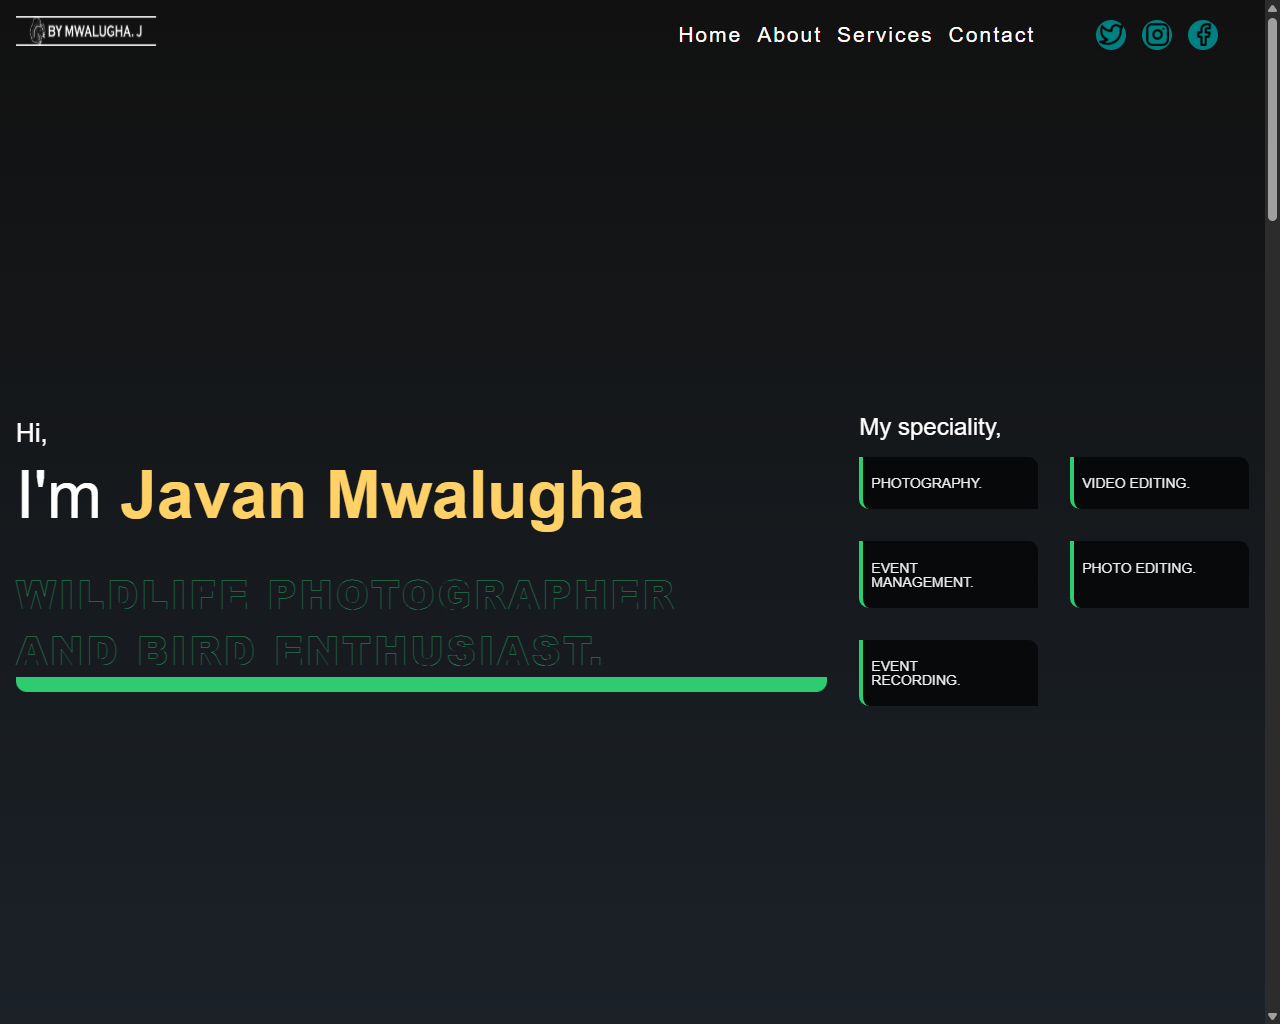 BY MWALUGHA. J
Home About Services Contact
Hi,
I'm Javan Mwalugha
WILDLIFE PHOTOGRAPHER
AND BIRD ENTHUSIAST.
My speciality,
PHOTOGRAPHY.
VIDEO EDITING.
EVENT
MANAGEMENT.
PHOTO EDITING.
EVENT
RECORDING.